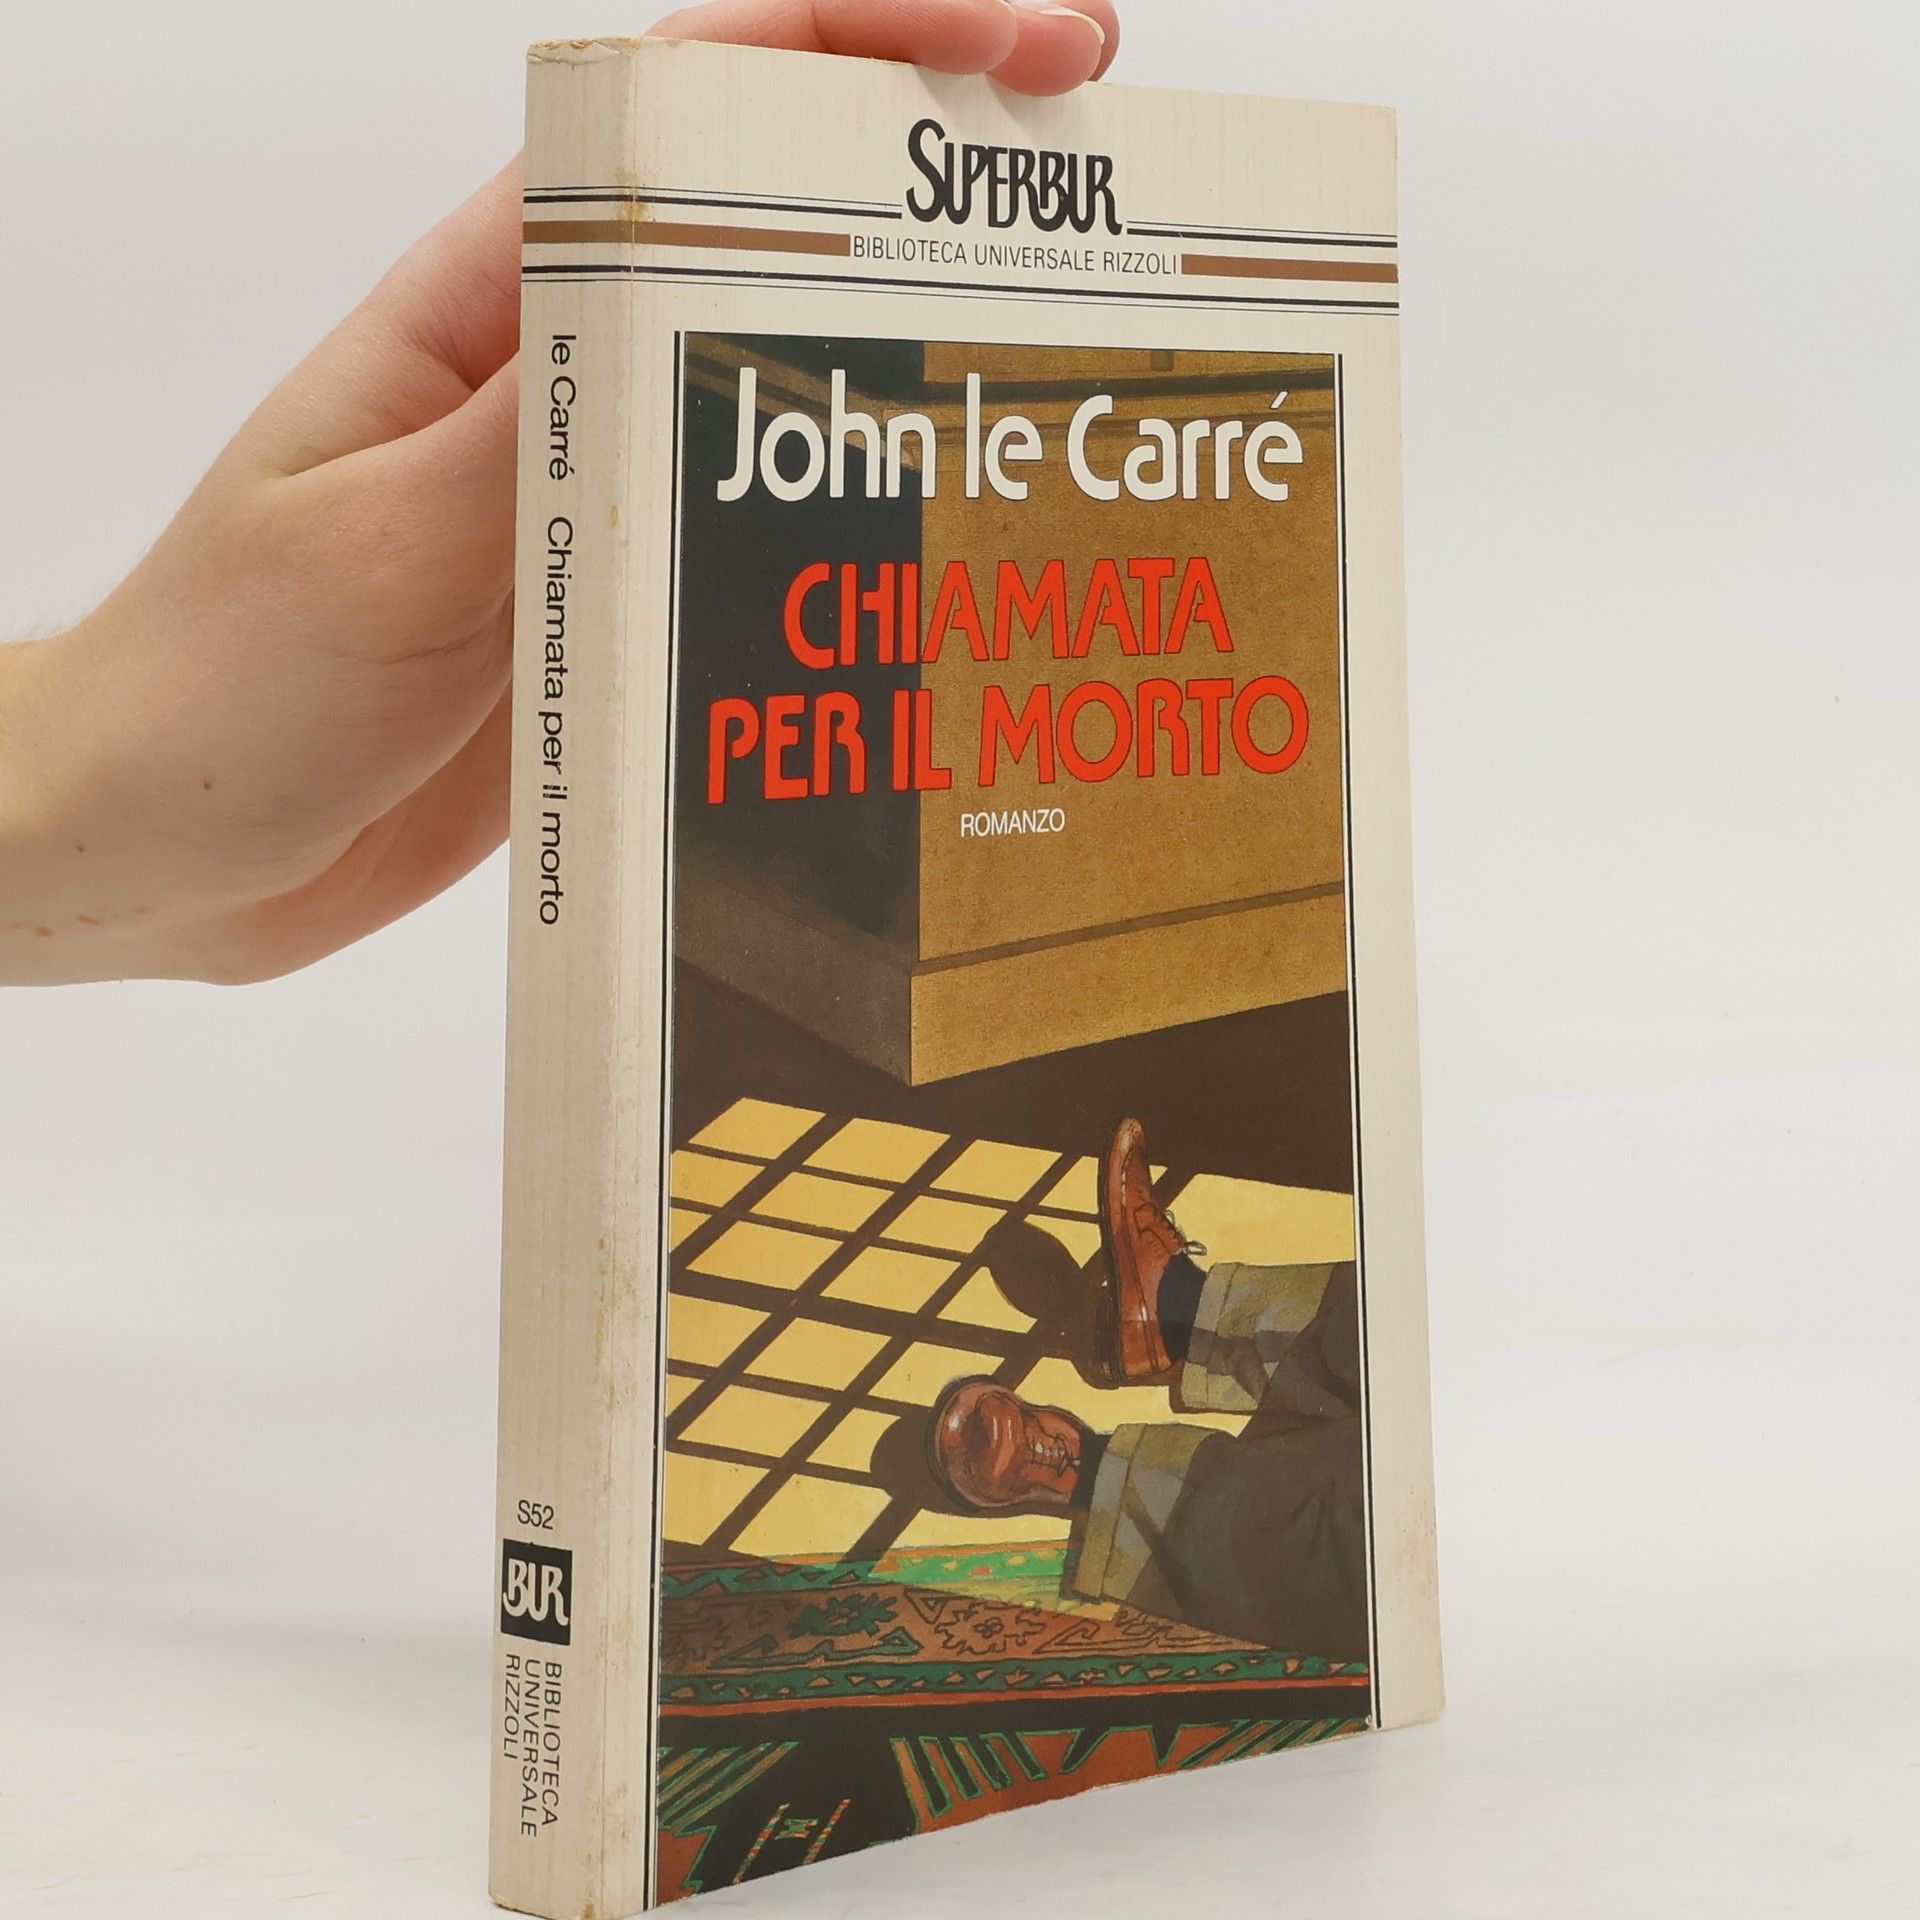 SUPERBUR
BIBLIOTECA UNIVERSALE RIZZOLI
John le Carré
CHIAMATA
PER IL MORTO
ROMANZO
le Carré Chiamata per il morto
S52
BUR
BIBLIOTECA
UNIVERSALE
RIZZOLI